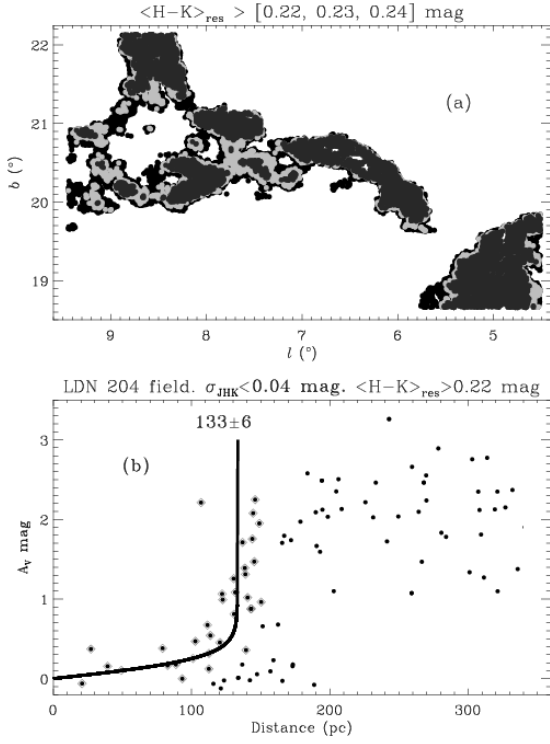 <H-K>res > [0.22, 0.23, 0.24] mag
22
21
20
19
b (°)
(a)
9 8 7 6 5
l (°)
LDN 204 field. σJHK<0.04 mag. <H-K>res>0.22 mag
133±6
3
2
1
0
AV mag
(b)
0 100 200 300
Distance (pc)